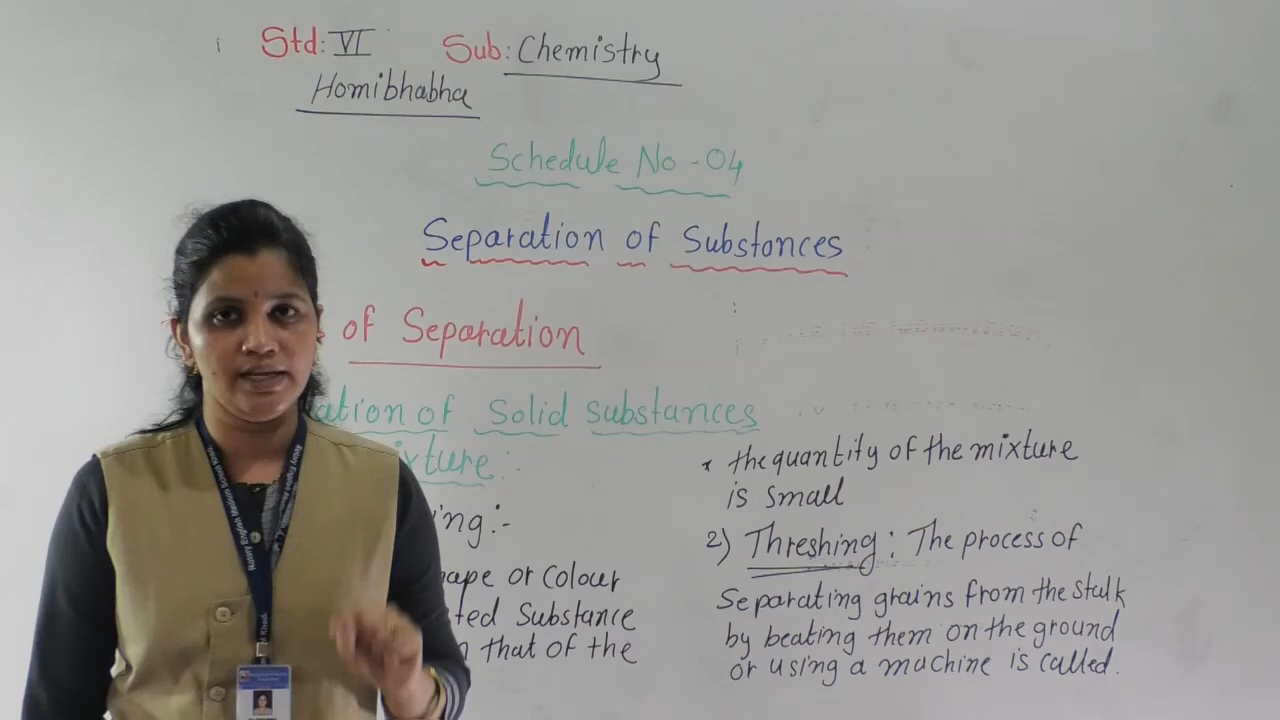 Std: VI Sub: Chemistry
Homibhabha
Schedule No - 04
Separation of Substances
of Separation
ation of Solid substances
ixture:
ing:-
hape or Colour
ted Substance
n that of the
* the quantity of the mixture
is small
2) Threshing: The process of
Separating grains from the stalk
by beating them on the ground
or using a machine is called.